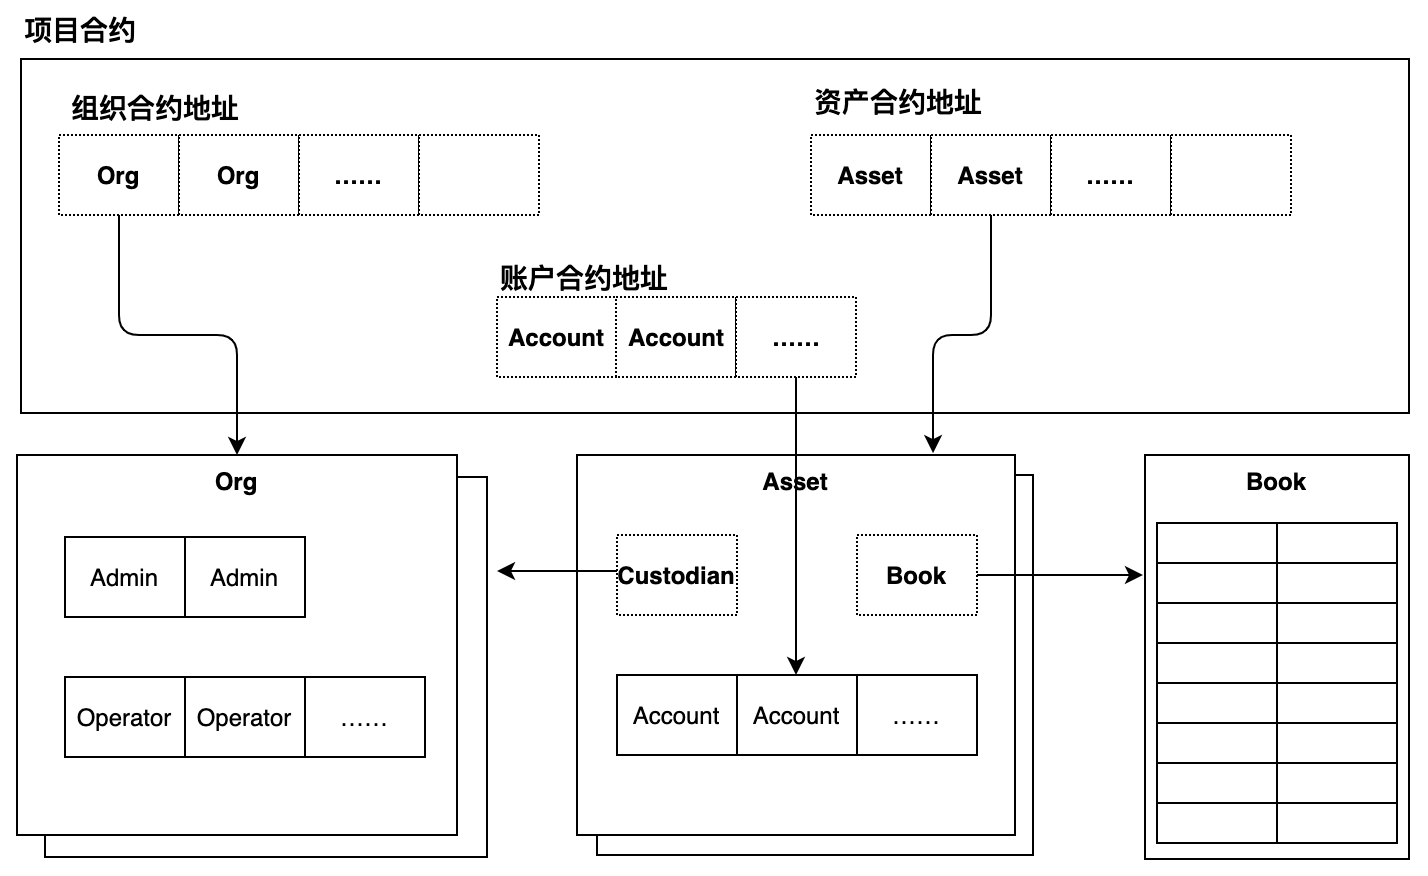 项目合约
组织合约地址
资产合约地址
Org Org ......
Asset Asset ......
账户合约地址
Account Account ......
Org
Asset
Book
Admin Admin
Custodian
Book
Operator Operator ......
Account Account ......